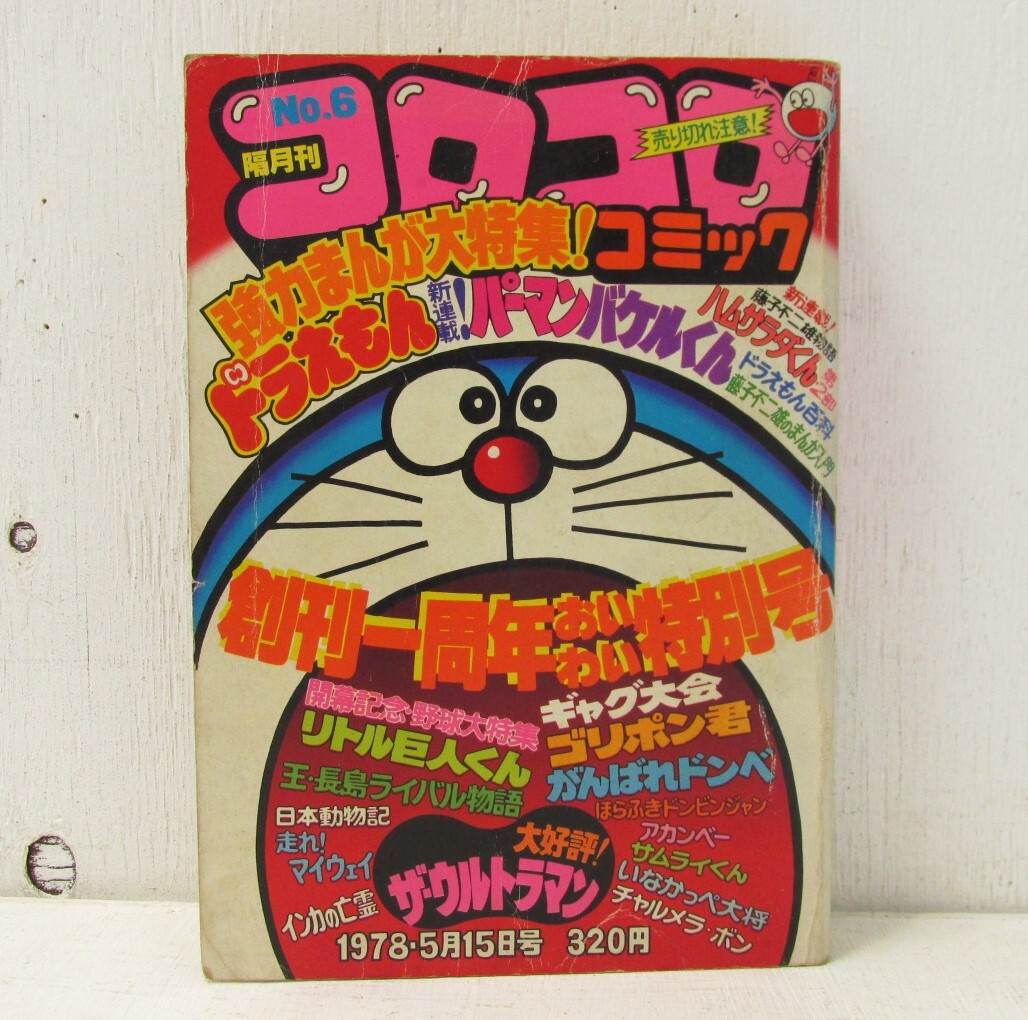 No.6
隔月刊
コロコロ
コミック
売り切れ注意!
強力まんが大特集!
ドラえもん
新連載!
パーマン
バケルくん
新連載!
藤子不二雄物語
ハムサラダくん
第2部
ドラえもん百科
藤子不二雄のまんが入門
創刊一周年おいわい特別号
開幕記念・野球大特集
リトル巨人くん
王・長島ライバル物語
日本動物記
走れ!
マイウェイ
インカの亡霊
ギャグ大会
ゴリポン君
がんばれドンベ
ほらふきドンビンジャン
アカンベー
サムライくん
いなかっぺ大将
チャルメラ・ボン
大好評!
ザ・ウルトラマン
1978・5月15日号 320円